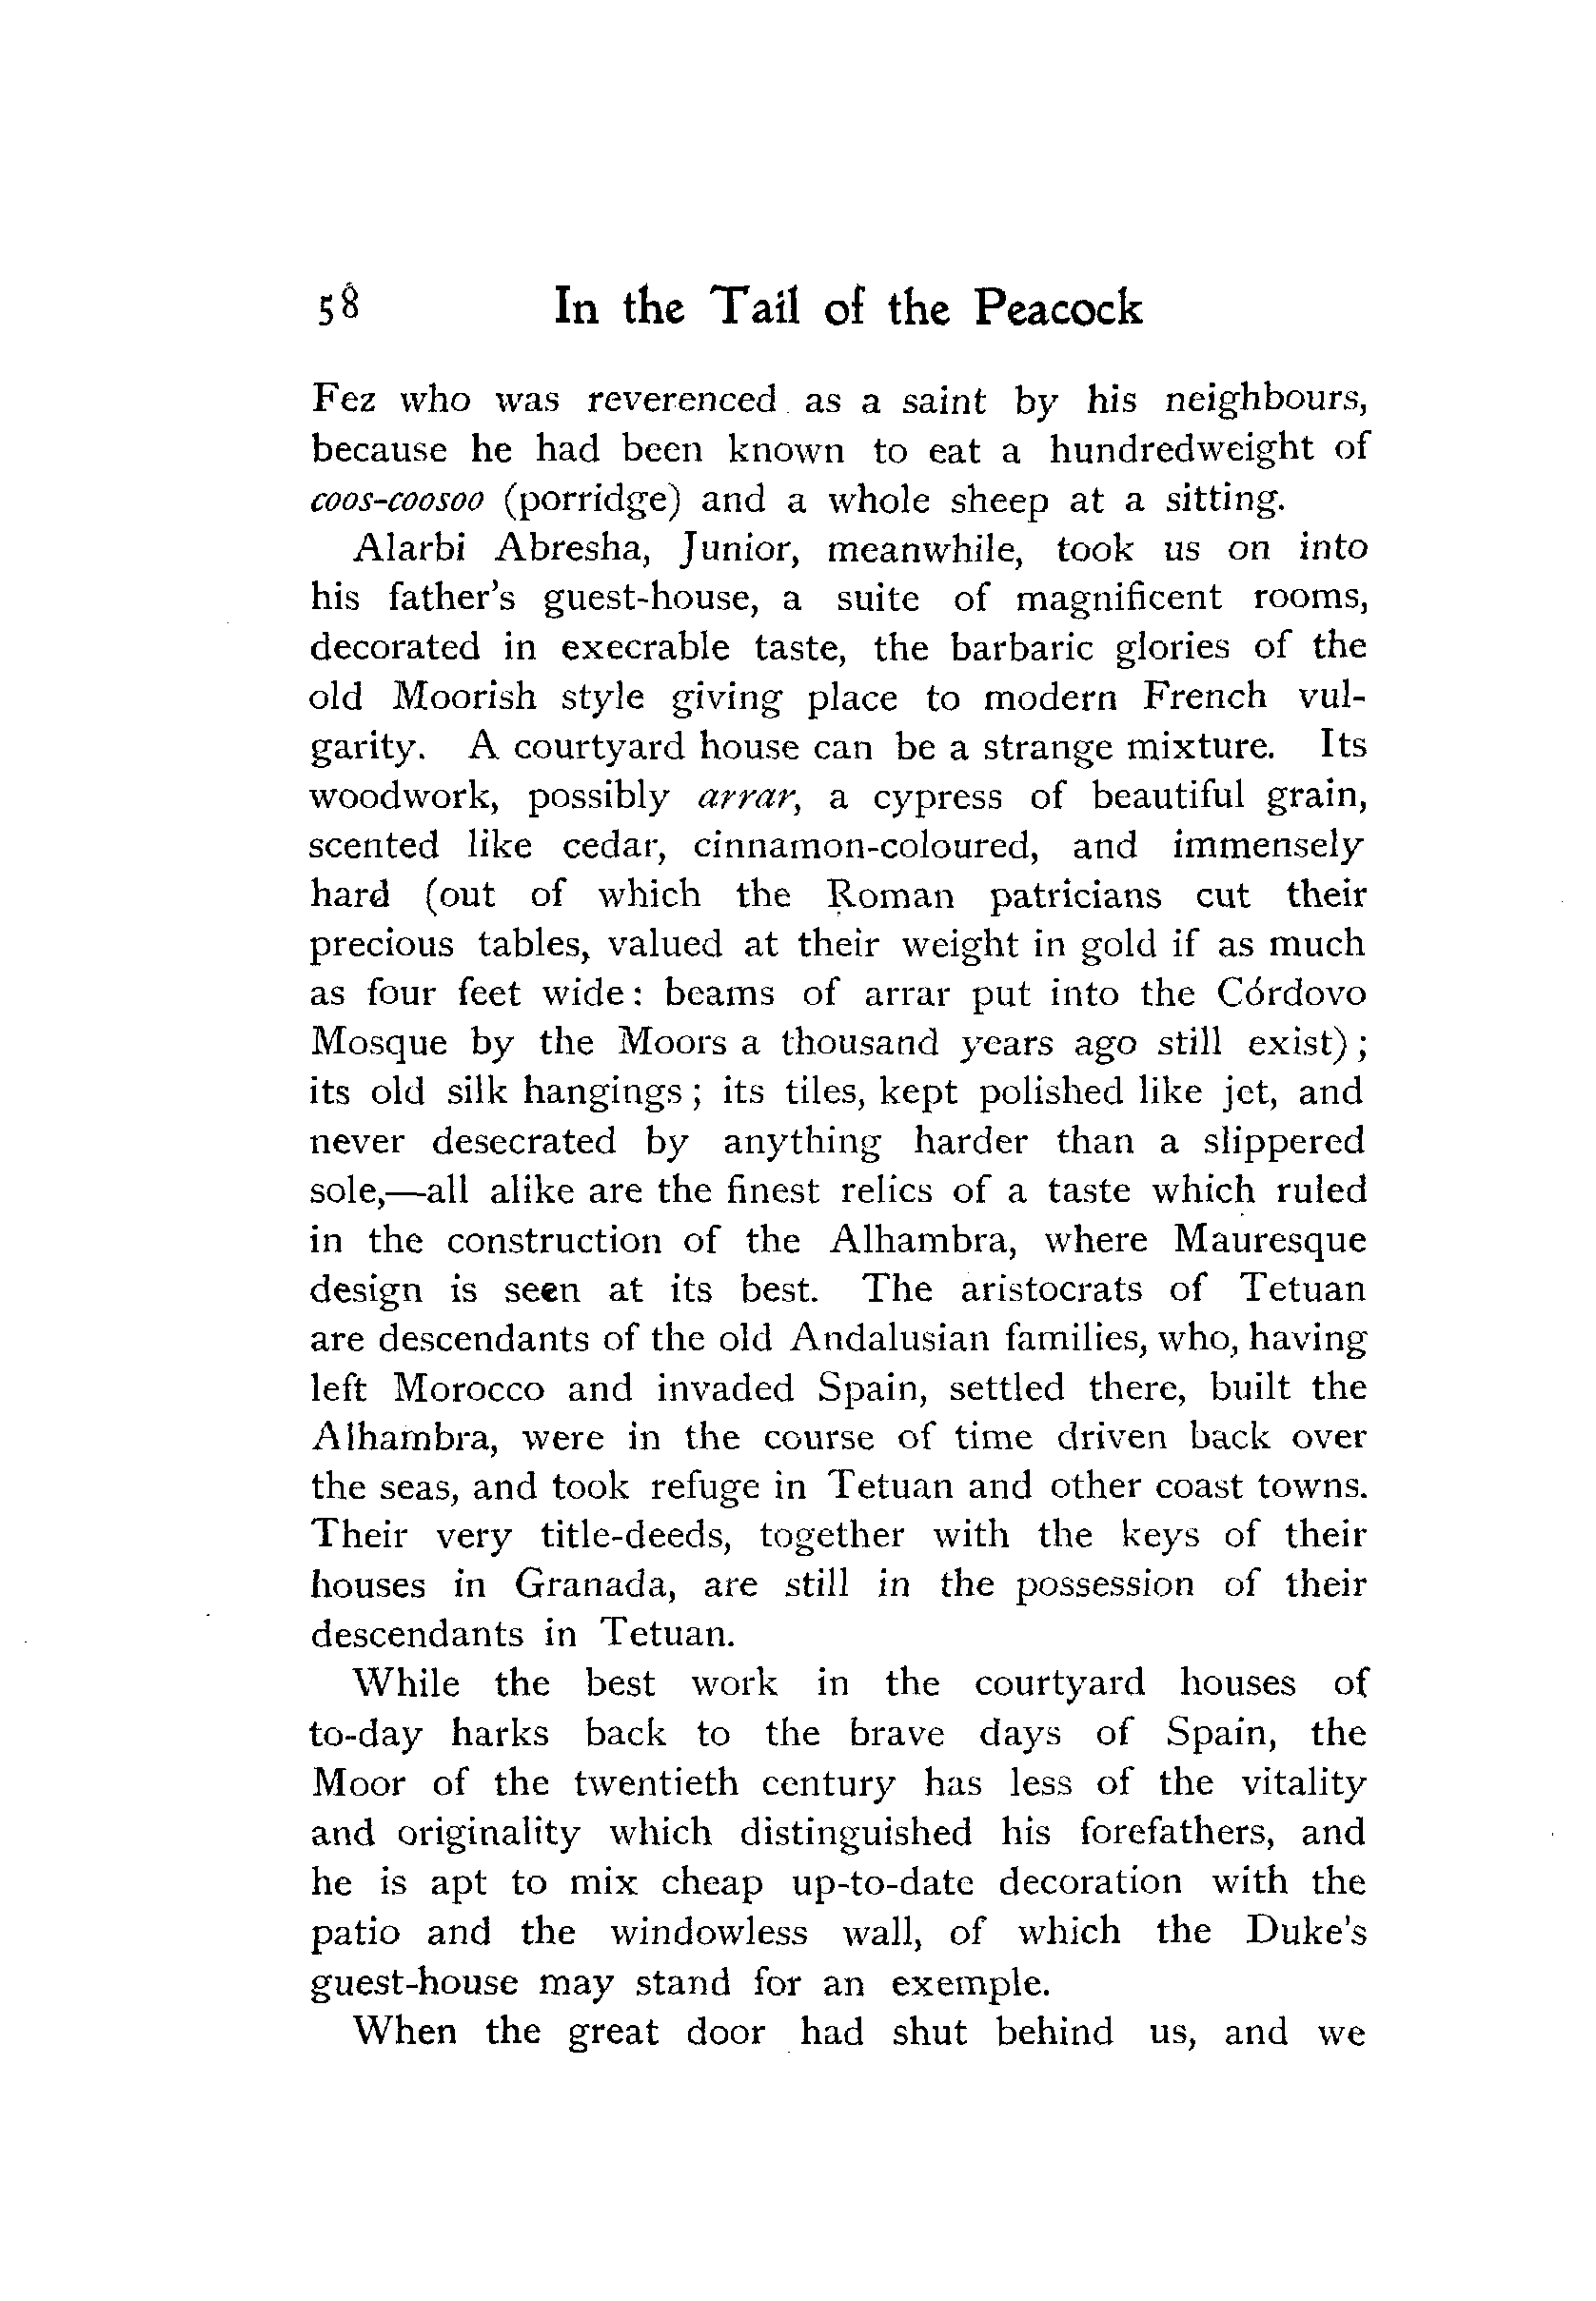 58 In the Tail of the Peacock
Fez who was reverenced as a saint by his neighbours,
because he had been known to eat a hundredweight of
coos-coosoo (porridge) and a whole sheep at a sitting.
Alarbi Abresha, Junior, meanwhile, took us on into
his father's guest-house, a suite of magnificent rooms,
decorated in execrable taste, the barbaric glories of the
old Moorish style giving place to modern French vul-
garity. A courtyard house can be a strange mixture. Its
woodwork, possibly arrar, a cypress of beautiful grain,
scented like cedar, cinnamon-coloured, and immensely
hard (out of which the Roman patricians cut their
precious tables, valued at their weight in gold if as much
as four feet wide: beams of arrar put into the Córdovo
Mosque by the Moors a thousand years ago still exist);
its old silk hangings; its tiles, kept polished like jet, and
never desecrated by anything harder than a slippered
sole,—all alike are the finest relics of a taste which ruled
in the construction of the Alhambra, where Mauresque
design is seen at its best. The aristocrats of Tetuan
are descendants of the old Andalusian families, who, having
left Morocco and invaded Spain, settled there, built the
Alhambra, were in the course of time driven back over
the seas, and took refuge in Tetuan and other coast towns.
Their very title-deeds, together with the keys of their
houses in Granada, are still in the possession of their
descendants in Tetuan.
While the best work in the courtyard houses of
to-day harks back to the brave days of Spain, the
Moor of the twentieth century has less of the vitality
and originality which distinguished his forefathers, and
he is apt to mix cheap up-to-date decoration with the
patio and the windowless wall, of which the Duke's
guest-house may stand for an exemple.
When the great door had shut behind us, and we